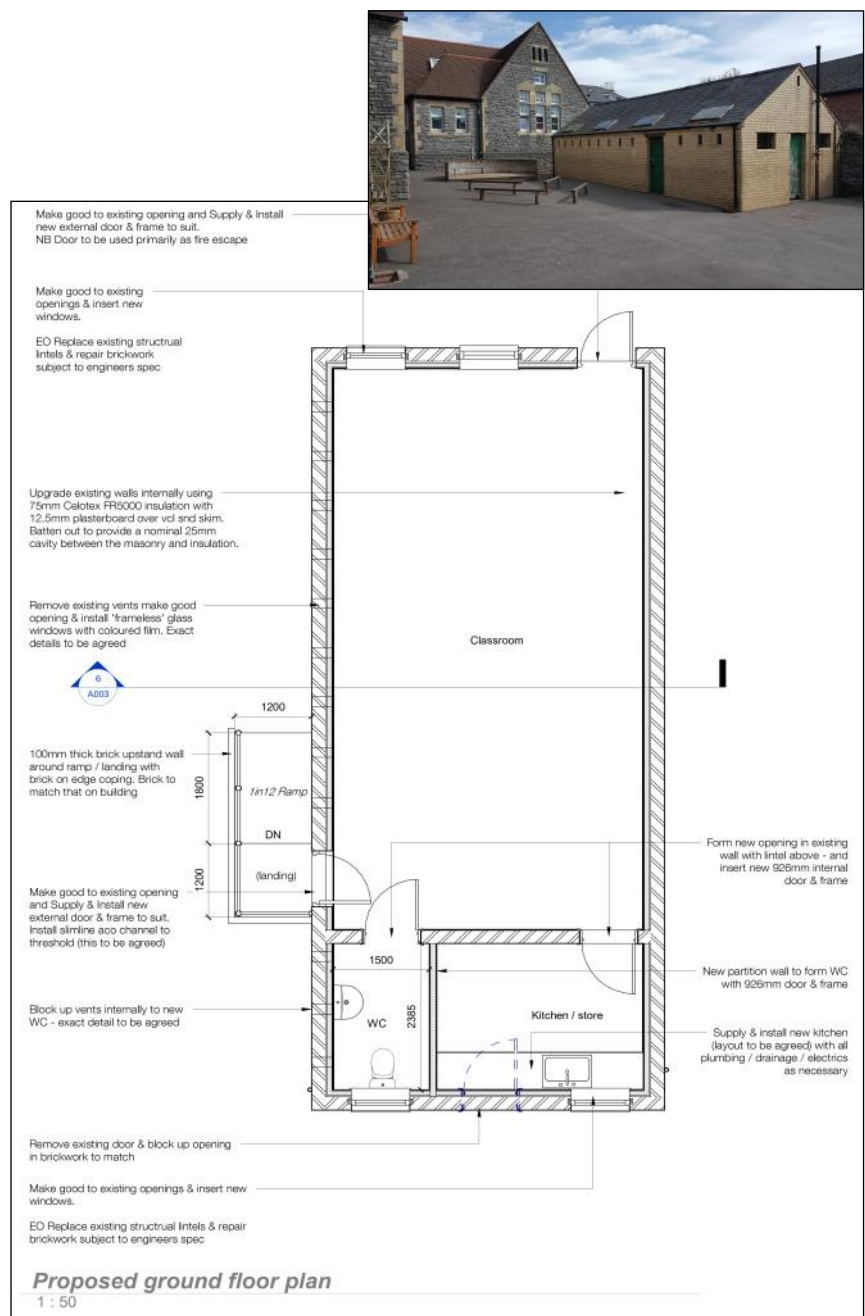 Make good to existing opening and Supply & Install
new external door & frame to suit.
NB Door to be used primarily as fire escape
Make good to existing
openings & insert new
windows.
EO Replace existing structrual
lintels & repair brickwork
subject to engineers spec
Upgrade existing walls internally using
75mm Celotex FR5000 insulation with
12.5mm plasterboard over vcl snd skim.
Batten out to provide a nominal 25mm
cavity between the masonry and insulation.
Remove existing vents make good
opening & install 'frameless' glass
windows with coloured film. Exact
details to be agreed
Classroom
6
A003
1200
100mm thick brick upstand wall
around ramp / landing with
brick on edge coping. Brick to
match that on building
1800
1in12 Ramp
DN
(landing)
1200
Form new opening in existing
wall with lintel above - and
insert new 926mm internal
door & frame
Make good to existing opening
and Supply & Install new
external door & frame to suit.
Install slimline aco channel to
threshold (this to be agreed)
1500
2385
WC
New partition wall to form WC
with 926mm door & frame
Kitchen / store
Block up vents internally to new
WC - exact detail to be agreed
Supply & install new kitchen
(layout to be agreed) with all
plumbing / drainage / electrics
as necessary
Remove existing door & block up opening
in brickwork to match
Make good to existing openings & insert new
windows.
EO Replace existing structrual lintels & repair
brickwork subject to engineers spec
Proposed ground floor plan
1 : 50